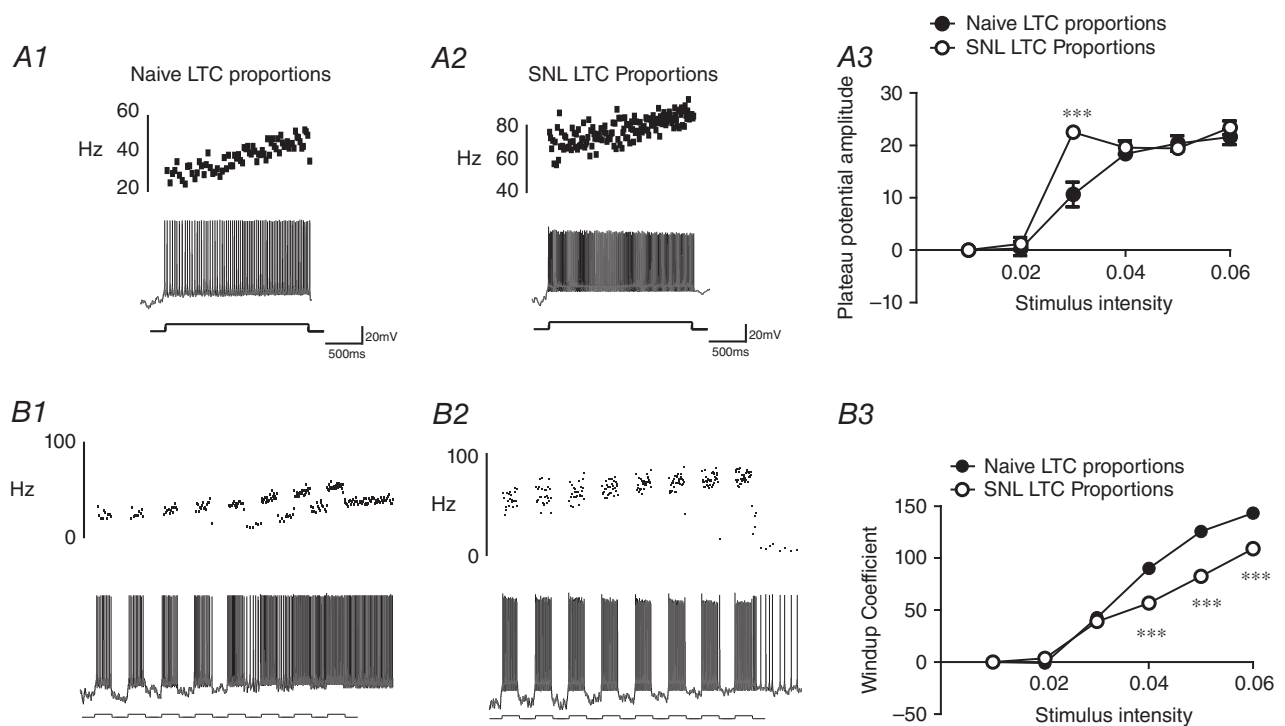 Naive LTC proportions
SNL LTC Proportions
A1
Naive LTC proportions
60
Hz
40
20
20mV
500ms
A2
SNL LTC Proportions
80
Hz
60
40
20mV
500ms
A3
Plateau potential amplitude
30
***
20
10
0
–10
0.02
0.04
0.06
Stimulus intensity
B1
100
Hz
0
B2
100
Hz
0
B3
Naive LTC proportions
SNL LTC Proportions
Windup Coefficient
150
100
50
0
–50
***
***
***
0.02
0.04
0.06
Stimulus intensity